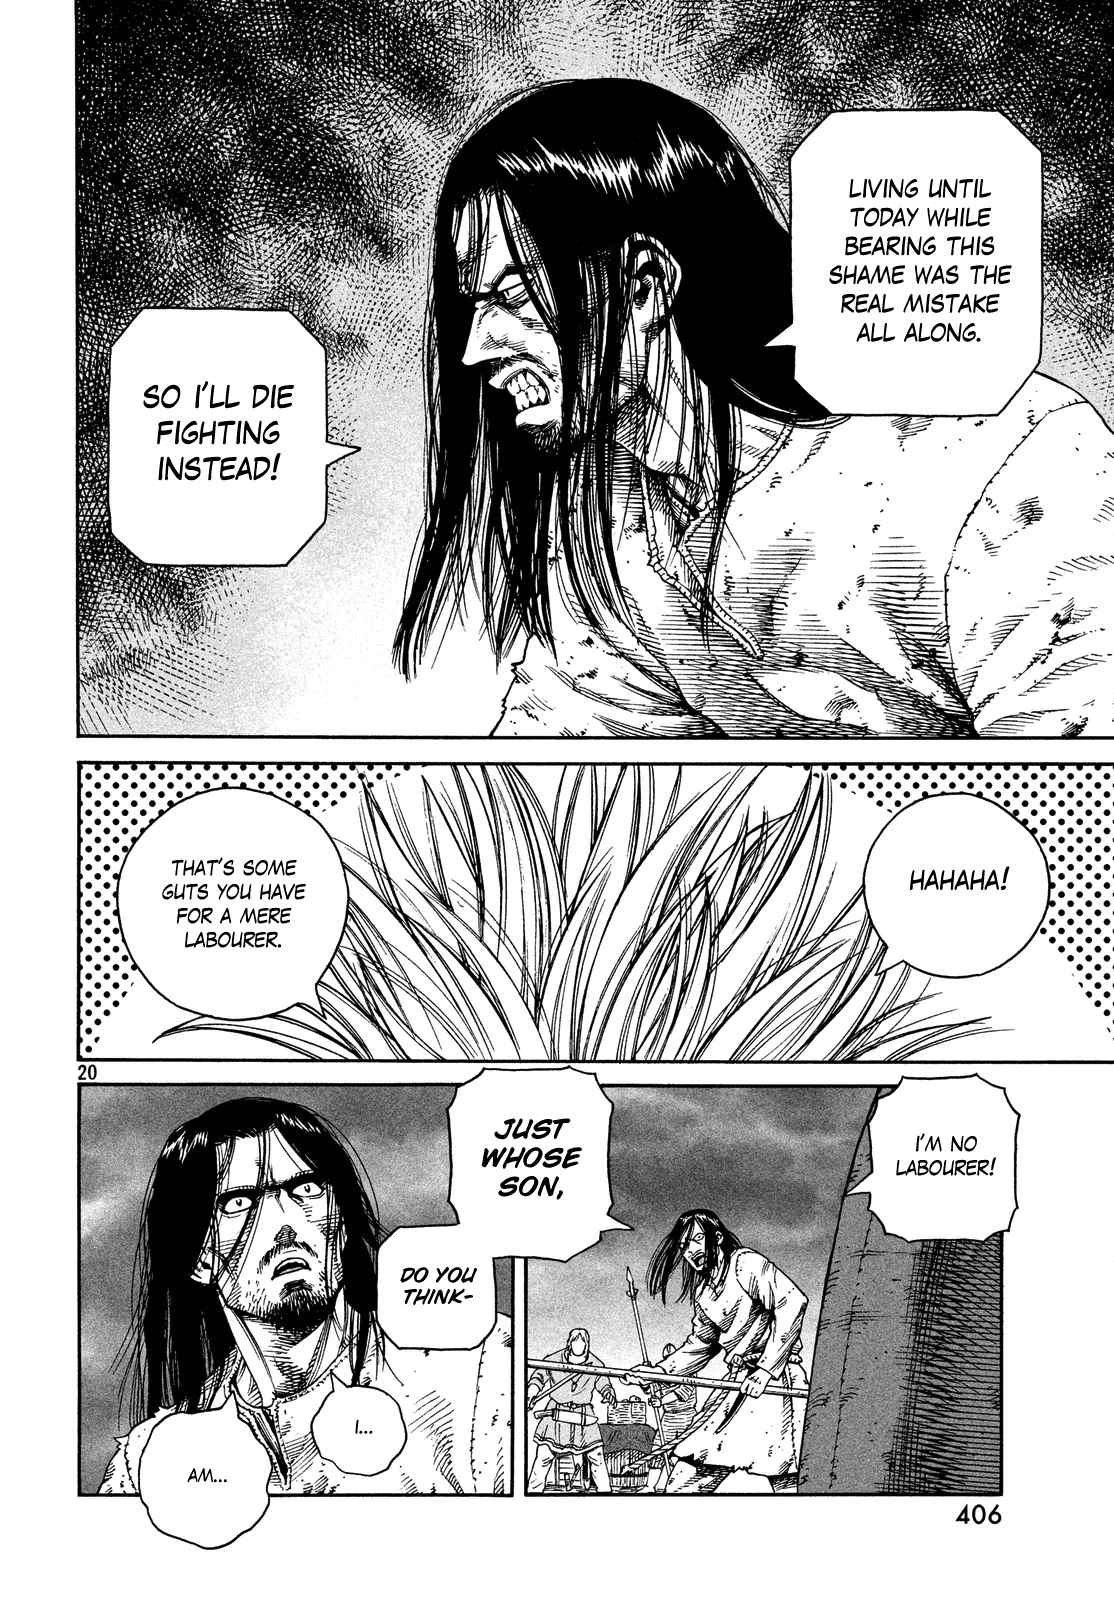 LIVING UNTIL
TODAY WHILE
BEARING THIS
SHAME WAS THE
REAL MISTAKE
ALL ALONG.
SO I'LL DIE
FIGHTING
INSTEAD!
HAHAHA!
THAT'S SOME
GUTS YOU HAVE
FOR A MERE
LABOURER.
20
I'M NO
LABOURER!
JUST
WHOSE
SON,
DO YOU
THINK-
I...
AM...
406